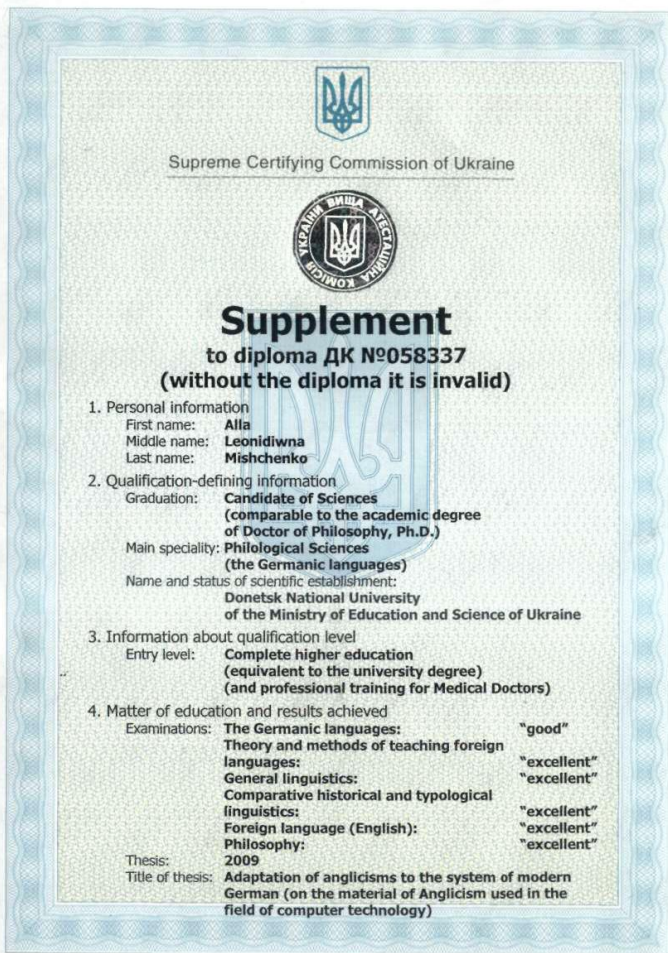 Supreme Certifying Commission of Ukraine
УКРАЇНИ ВИЩА АТЕСТАЦІЙНА КОМІСІЯ
Supplement
to diploma ДК №058337
(without the diploma it is invalid)
1. Personal information
First name: Alla
Middle name: Leonidiwna
Last name: Mishchenko
2. Qualification-defining information
Graduation: Candidate of Sciences
(comparable to the academic degree
of Doctor of Philosophy, Ph.D.)
Main speciality: Philological Sciences
(the Germanic languages)
Name and status of scientific establishment:
Donetsk National University
of the Ministry of Education and Science of Ukraine
3. Information about qualification level
Entry level: Complete higher education
(equivalent to the university degree)
(and professional training for Medical Doctors)
4. Matter of education and results achieved
Examinations: The Germanic languages: "good"
Theory and methods of teaching foreign
languages: "excellent"
General linguistics: "excellent"
Comparative historical and typological
linguistics: "excellent"
Foreign language (English): "excellent"
Philosophy: "excellent"
Thesis: 2009
Title of thesis: Adaptation of anglicisms to the system of modern
German (on the material of Anglicism used in the
field of computer technology)